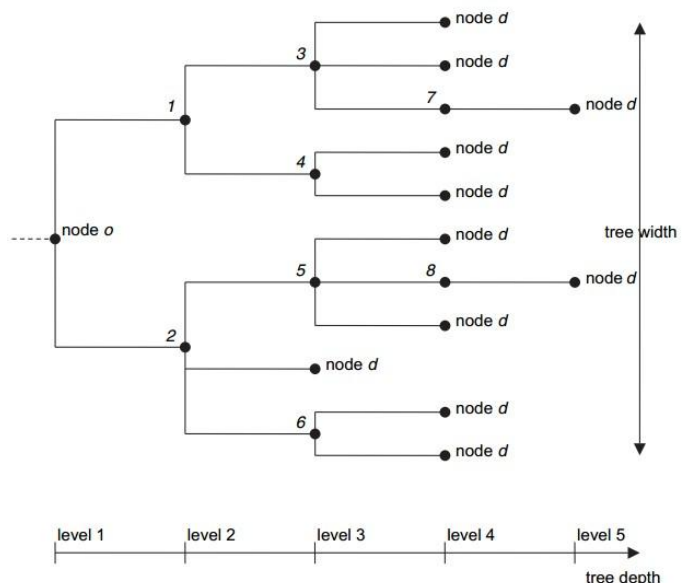 node d
3
node d
7
node d
1
node d
4
node d
node o
node d
tree width
5
8
node d
node d
2
node d
node d
6
node d
level 1 level 2 level 3 level 4 level 5
tree depth